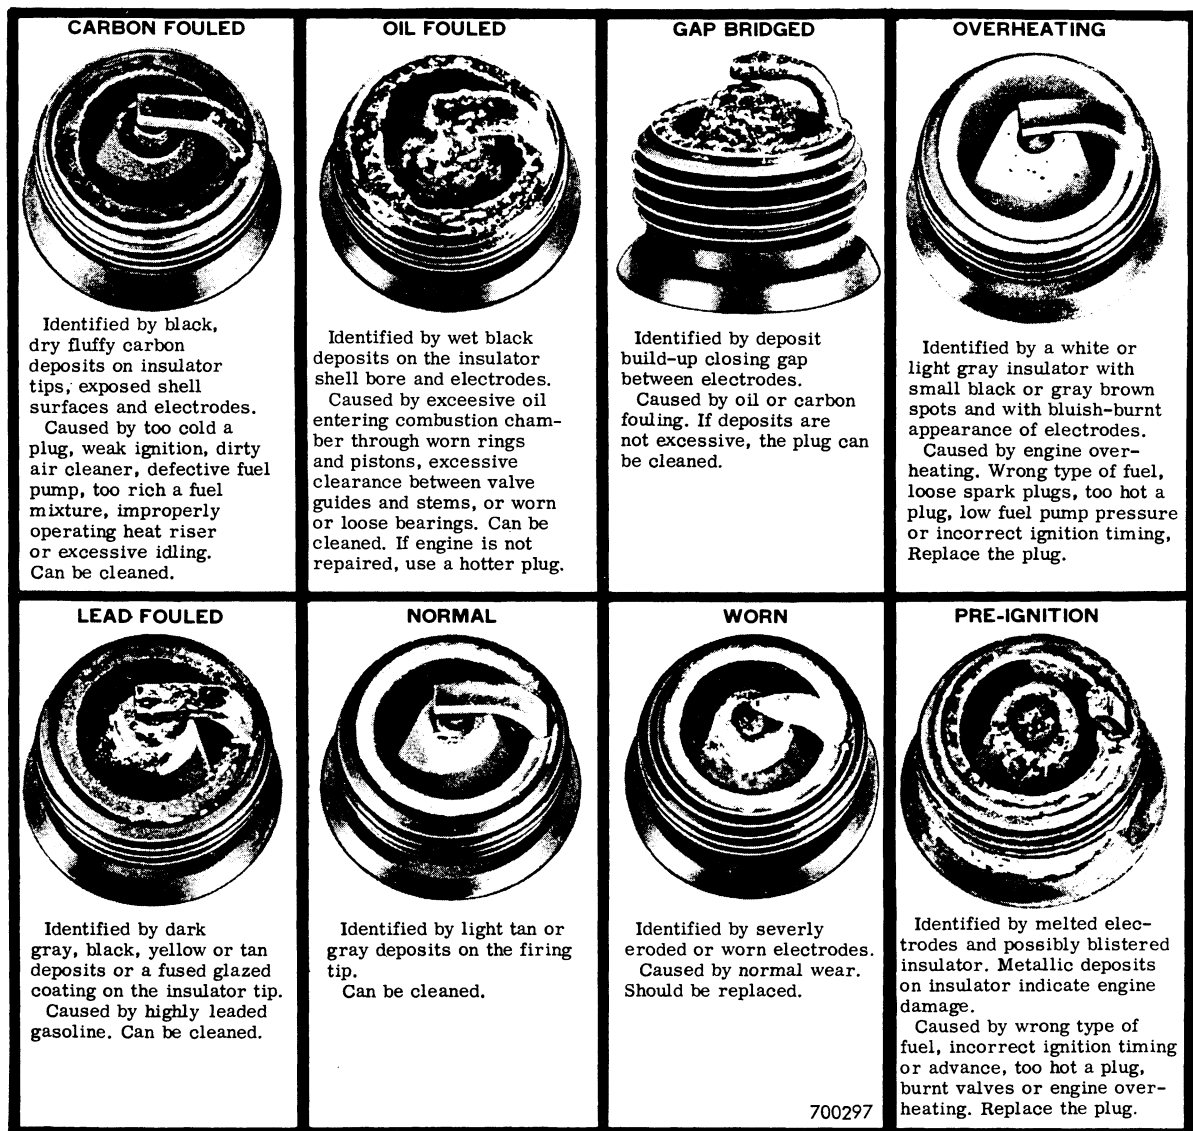 CARBON FOULED
Identified by black,
dry fluffy carbon
deposits on insulator
tips, exposed shell
surfaces and electrodes.
Caused by too cold a
plug, weak ignition, dirty
air cleaner, defective fuel
pump, too rich a fuel
mixture, improperly
operating heat riser
or excessive idling.
Can be cleaned.
OIL FOULED
Identified by wet black
deposits on the insulator
shell bore and electrodes.
Caused by exceesive oil
entering combustion cham-
ber through worn rings
and pistons, excessive
clearance between valve
guides and stems, or worn
or loose bearings. Can be
cleaned. If engine is not
repaired, use a hotter plug.
GAP BRIDGED
Identified by deposit
build-up closing gap
between electrodes.
Caused by oil or carbon
fouling. If deposits are
not excessive, the plug can
be cleaned.
OVERHEATING
Identified by a white or
light gray insulator with
small black or gray brown
spots and with bluish-burnt
appearance of electrodes.
Caused by engine over-
heating. Wrong type of fuel,
loose spark plugs, too hot a
plug, low fuel pump pressure
or incorrect ignition timing,
Replace the plug.
LEAD FOULED
Identified by dark
gray, black, yellow or tan
deposits or a fused glazed
coating on the insulator tip.
Caused by highly leaded
gasoline. Can be cleaned.
NORMAL
Identified by light tan or
gray deposits on the firing
tip.
Can be cleaned.
WORN
Identified by severly
eroded or worn electrodes.
Caused by normal wear.
Should be replaced.
700297
PRE-IGNITION
Identified by melted elec-
trodes and possibly blistered
insulator. Metallic deposits
on insulator indicate engine
damage.
Caused by wrong type of
fuel, incorrect ignition timing
or advance, too hot a plug,
burnt valves or engine over-
heating. Replace the plug.